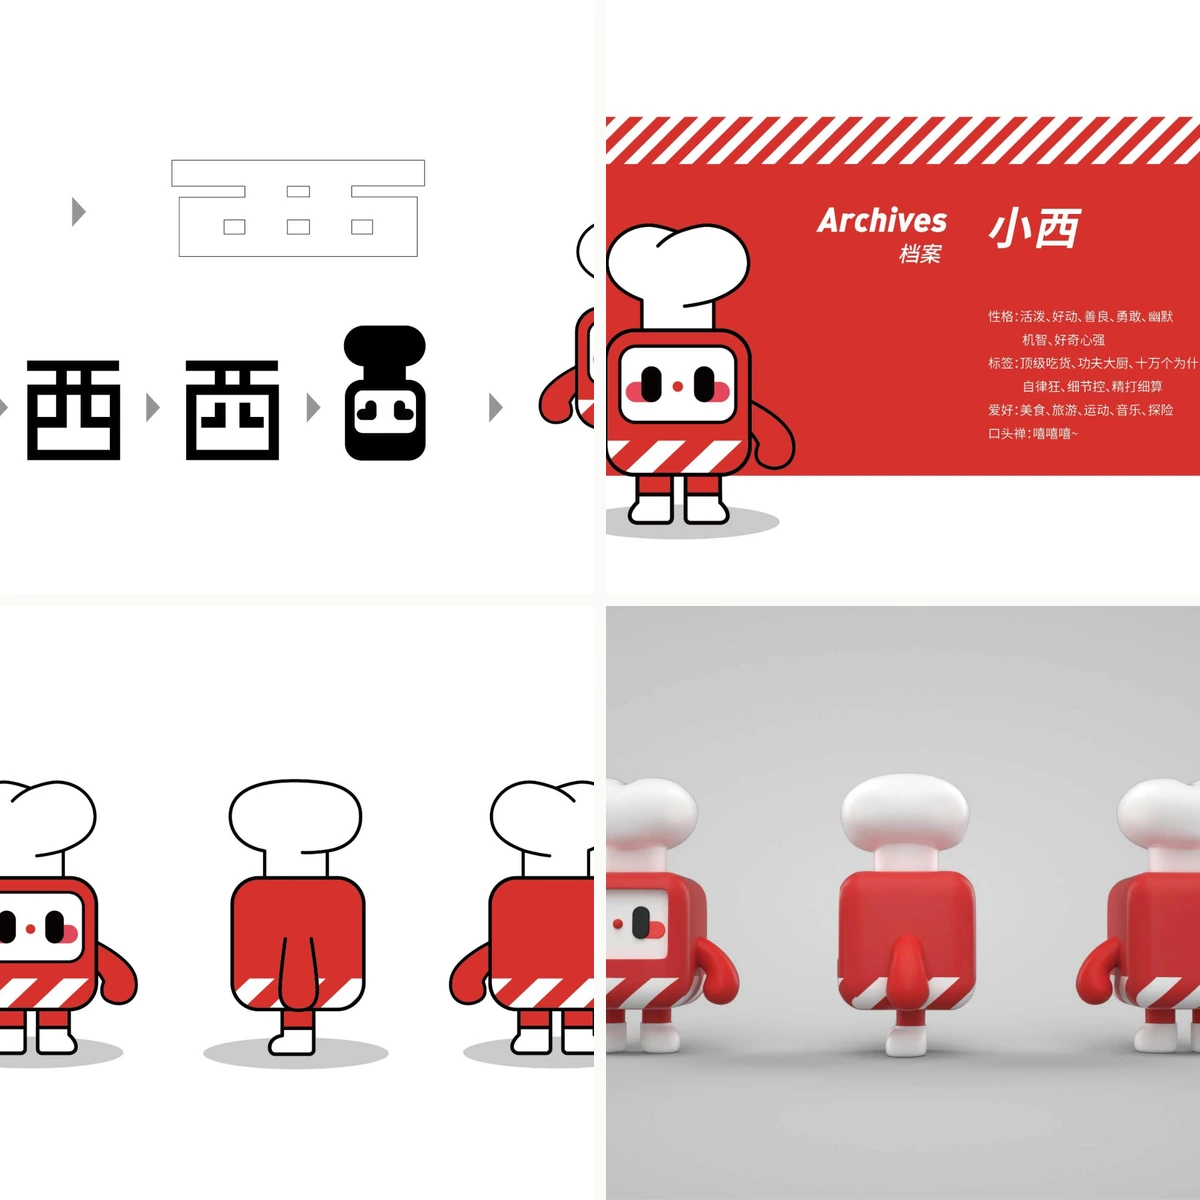 西 西
Archives
档案
小西
性格:活泼、好动、善良、勇敢、幽默
机智、好奇心强
标签:顶级吃货、功夫大厨、十万个为什
自律狂、细节控、精打细算
爱好:美食、旅游、运动、音乐、探险
口头禅:嘻嘻嘻~